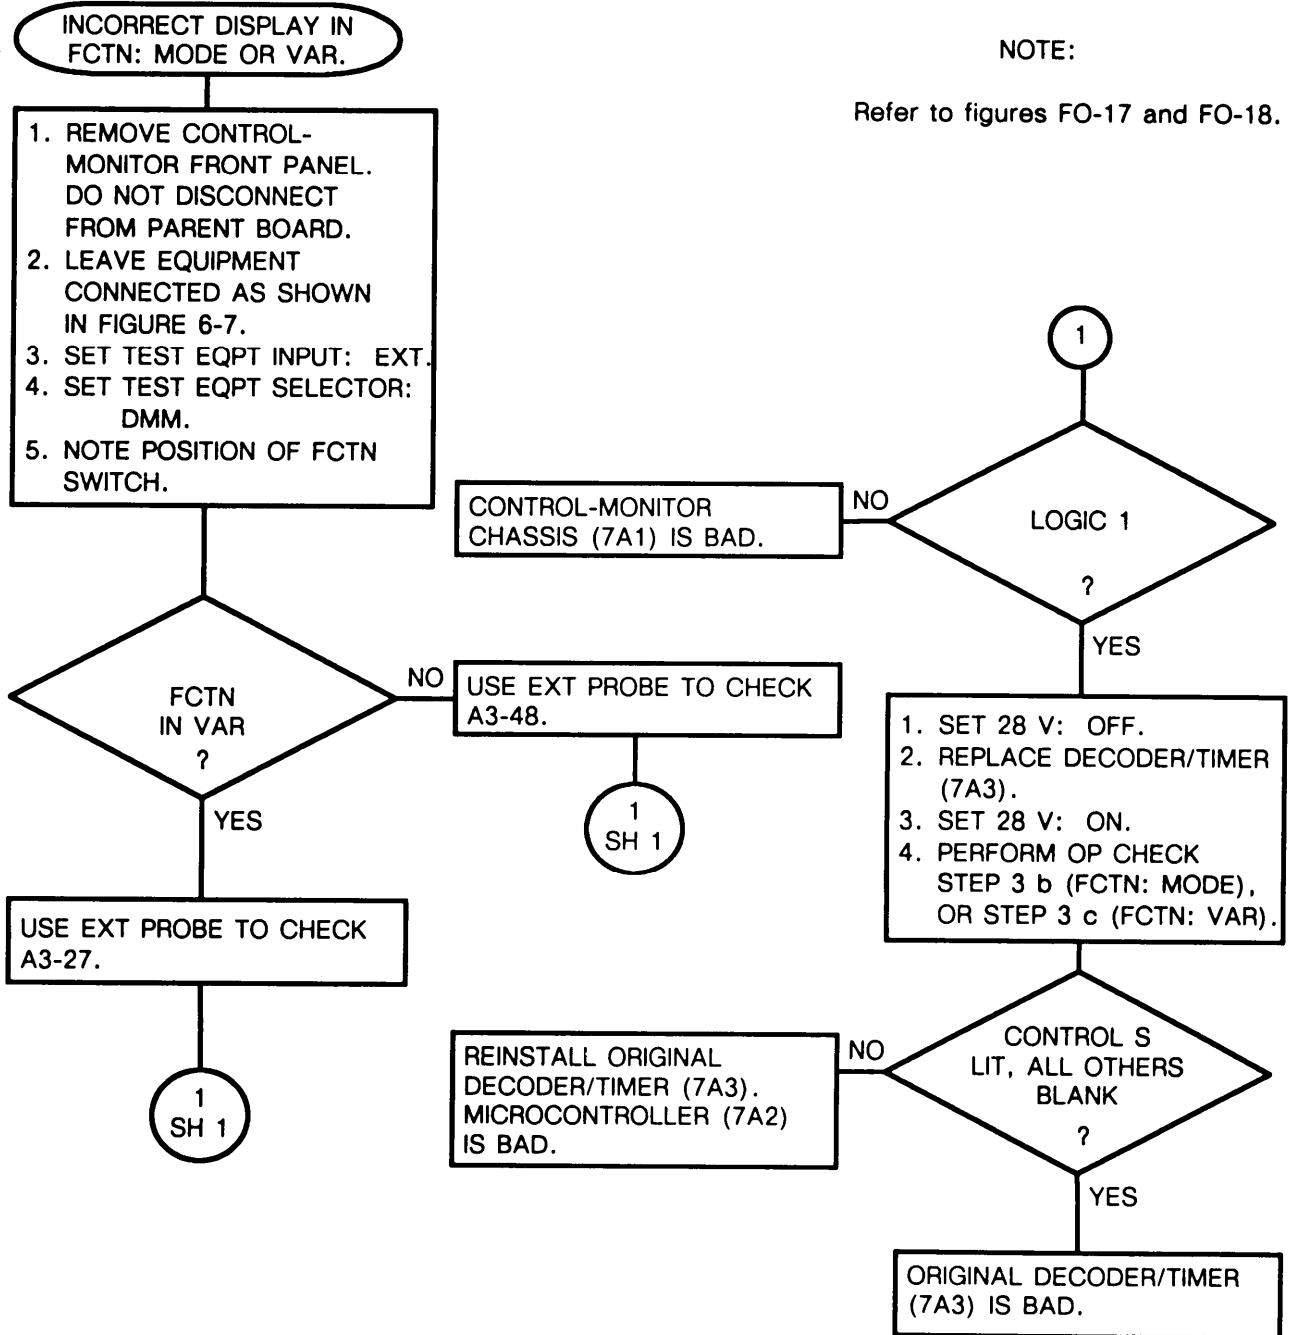 INCORRECT DISPLAY IN
FCTN: MODE OR VAR.
NOTE:
Refer to figures FO-17 and FO-18.
1. REMOVE CONTROL-
MONITOR FRONT PANEL.
DO NOT DISCONNECT
FROM PARENT BOARD.
2. LEAVE EQUIPMENT
CONNECTED AS SHOWN
IN FIGURE 6-7.
3. SET TEST EQPT INPUT: EXT.
4. SET TEST EQPT SELECTOR:
DMM.
5. NOTE POSITION OF FCTN
SWITCH.
FCTN
IN VAR
?
NO
USE EXT PROBE TO CHECK
A3-48.
1
SH 1
YES
USE EXT PROBE TO CHECK
A3-27.
1
SH 1
1
LOGIC 1
?
NO
CONTROL-MONITOR
CHASSIS (7A1) IS BAD.
YES
1. SET 28 V: OFF.
2. REPLACE DECODER/TIMER
(7A3).
3. SET 28 V: ON.
4. PERFORM OP CHECK
STEP 3 b (FCTN: MODE),
OR STEP 3 c (FCTN: VAR).
CONTROL S
LIT, ALL OTHERS
BLANK
?
NO
REINSTALL ORIGINAL
DECODER/TIMER (7A3).
MICROCONTROLLER (7A2)
IS BAD.
YES
ORIGINAL DECODER/TIMER
(7A3) IS BAD.